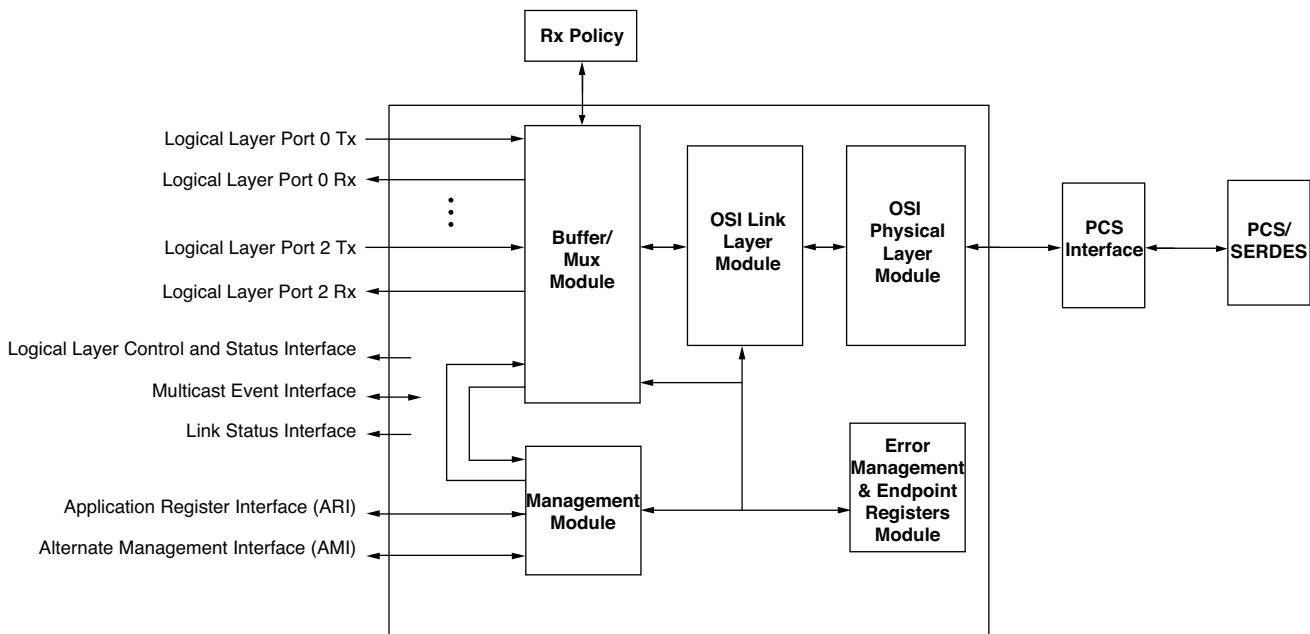 Rx Policy
Logical Layer Port 0 Tx
Logical Layer Port 0 Rx
Logical Layer Port 2 Tx
Logical Layer Port 2 Rx
Logical Layer Control and Status Interface
Multicast Event Interface
Link Status Interface
Application Register Interface (ARI)
Alternate Management Interface (AMI)
Buffer/
Mux
Module
OSI Link
Layer
Module
OSI
Physical
Layer
Module
PCS
Interface
PCS/
SERDES
Management
Module
Error
Management
& Endpoint
Registers
Module